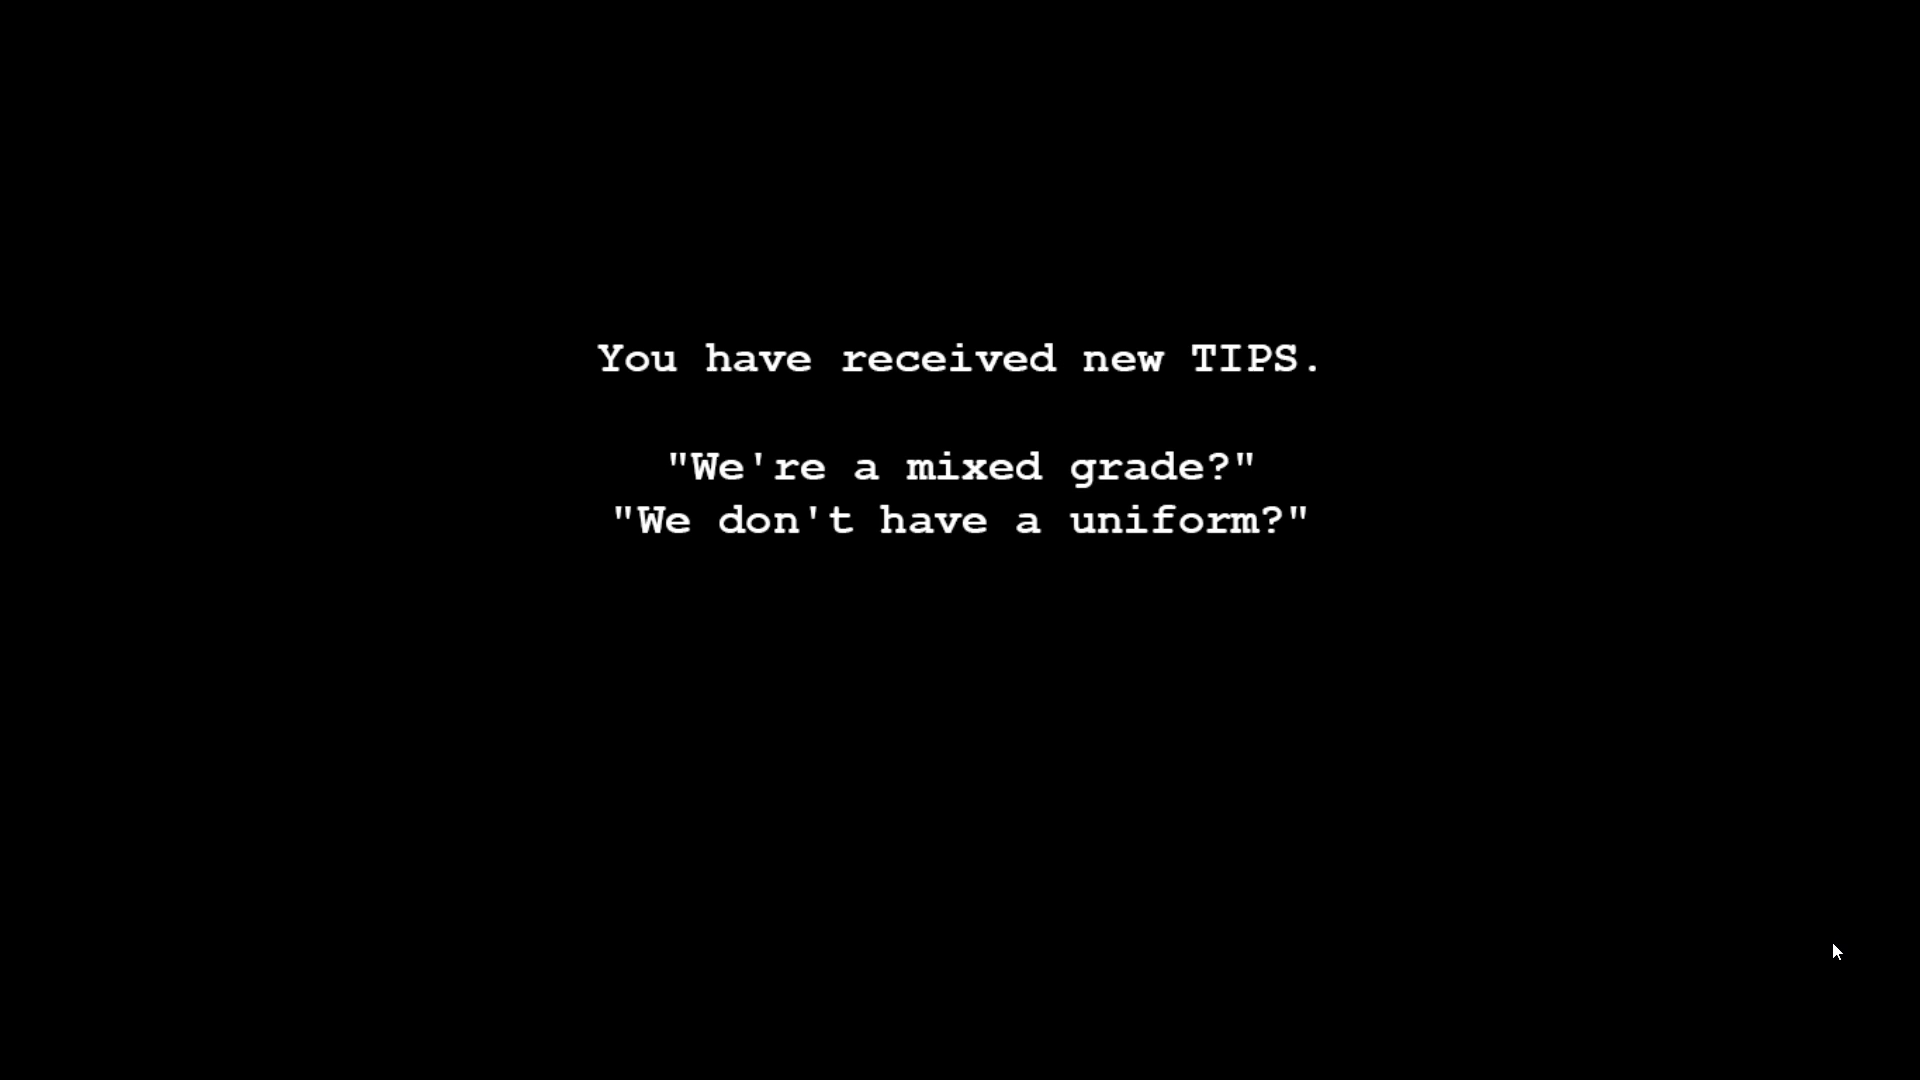 You have received new TIPS.
"We're a mixed grade?"
"We don't have a uniform?"